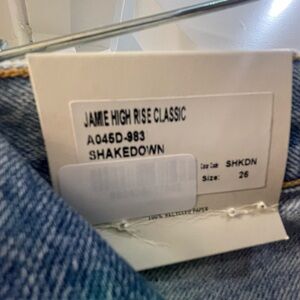 JAMIE HIGH RISE CLASSIC
A045D-983
SHAKEDOWN
Color Code: SHKDN
Size: 26
100% RECYCLED PAPER